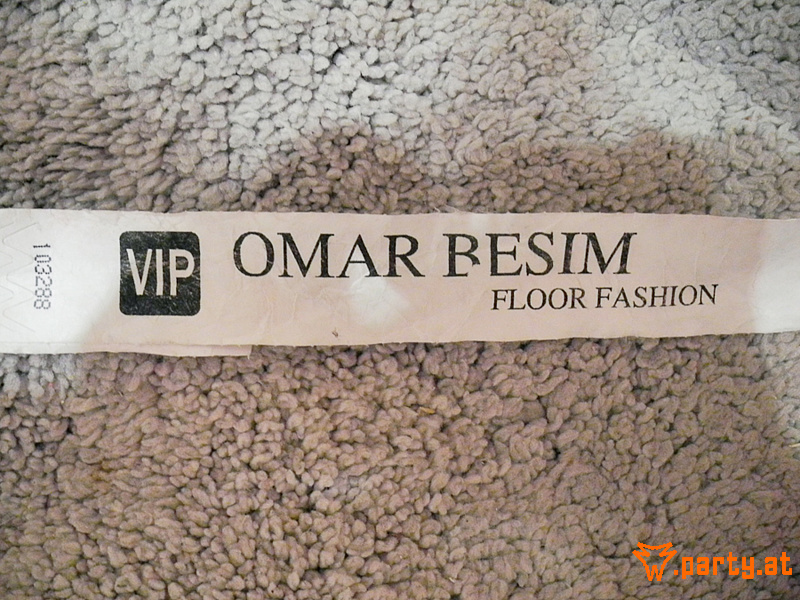 103288
VIP
OMAR BESIM
FLOOR FASHION
W.party.at